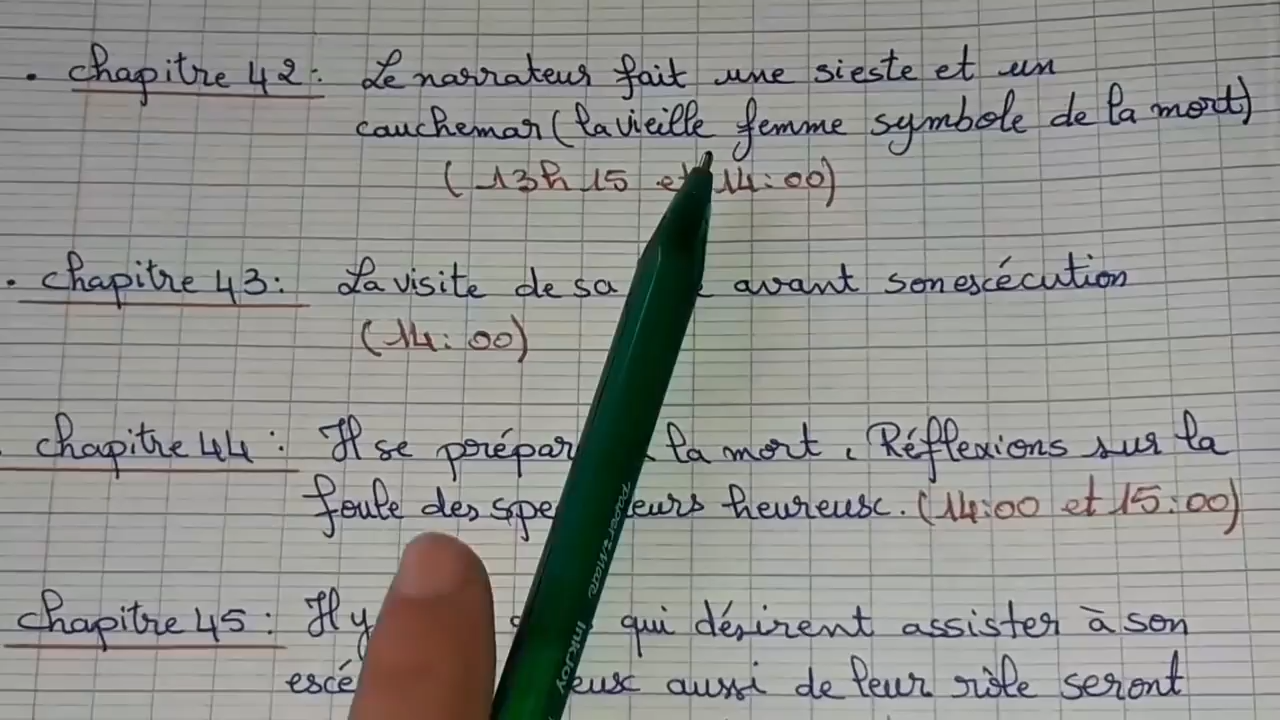 . chapitre 42 : Le narrateur fait une sieste et un
cauchemar (la vieille femme symbole de la mort)
( 13h 15 et 14:00)
. chapitre 43 : La visite de sa avant son escécution
(14: 00)
. chapitre 44 : Il se prépar la mort. Réflexions sur la
foule des spe eurs heureusc. (14:00 et 15:00)
chapitre 45 : Il y qui désirent assister à son
escé eusc aussi de leur rôle seront
PaperMate InkJoy